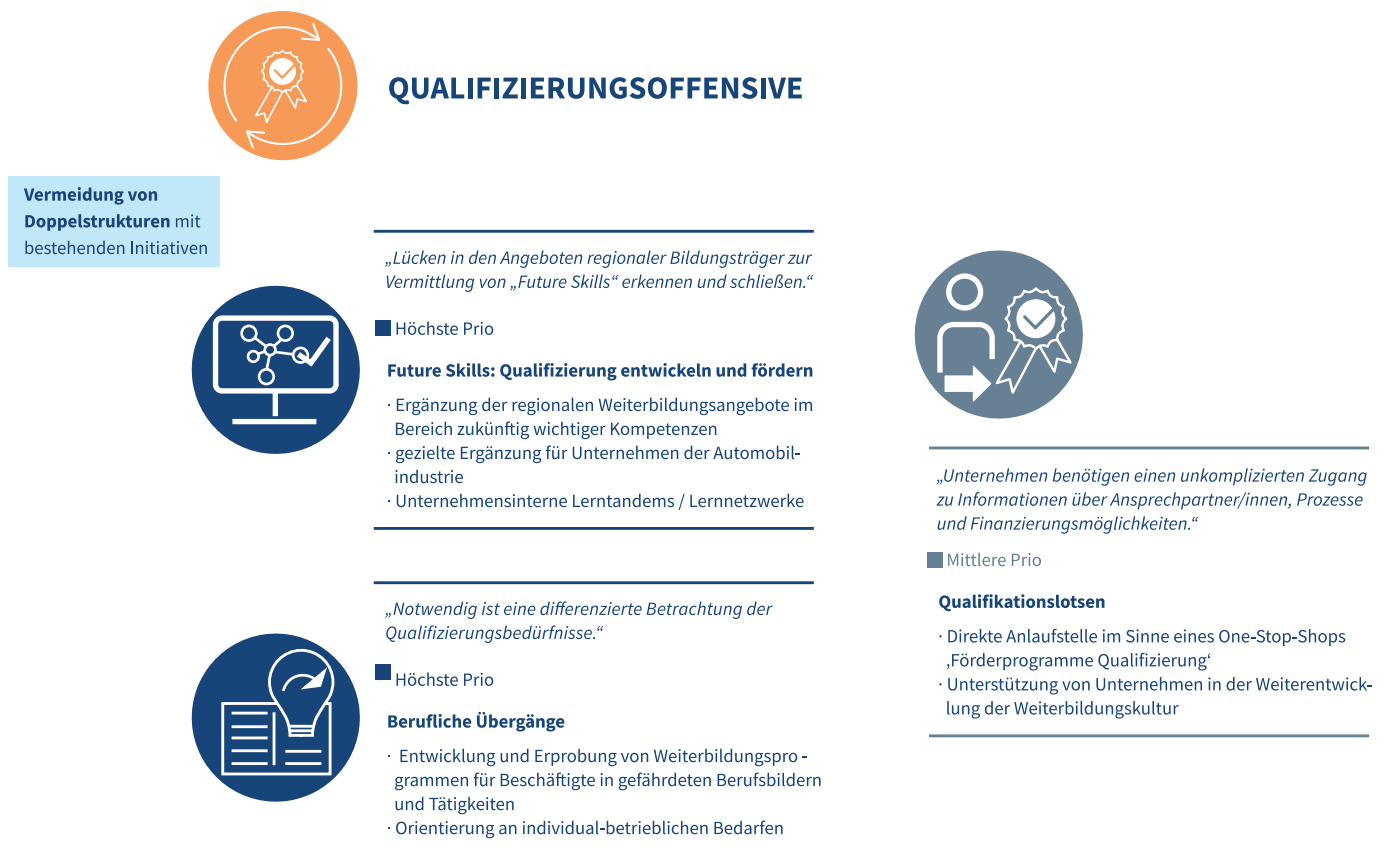 QUALIFIZIERUNGSOFFENSIVE
Vermeidung von
Doppelstrukturen mit
bestehenden Initiativen
„Lücken in den Angeboten regionaler Bildungsträger zur
Vermittlung von „Future Skills“ erkennen und schließen.“
Höchste Prio
Future Skills: Qualifizierung entwickeln und fördern
· Ergänzung der regionalen Weiterbildungsangebote im
Bereich zukünftig wichtiger Kompetenzen
· gezielte Ergänzung für Unternehmen der Automobil-
industrie
· Unternehmensinterne Lerntandems / Lernnetzwerke
„Notwendig ist eine differenzierte Betrachtung der
Qualifizierungsbedürfnisse.“
Höchste Prio
Berufliche Übergänge
· Entwicklung und Erprobung von Weiterbildungspro -
grammen für Beschäftigte in gefährdeten Berufsbildern
und Tätigkeiten
· Orientierung an individual-betrieblichen Bedarfen
„Unternehmen benötigen einen unkomplizierten Zugang
zu Informationen über Ansprechpartner/innen, Prozesse
und Finanzierungsmöglichkeiten.“
Mittlere Prio
Qualifikationslotsen
· Direkte Anlaufstelle im Sinne eines One-Stop-Shops
‚Förderprogramme Qualifizierung‘
· Unterstützung von Unternehmen in der Weiterentwick-
lung der Weiterbildungskultur